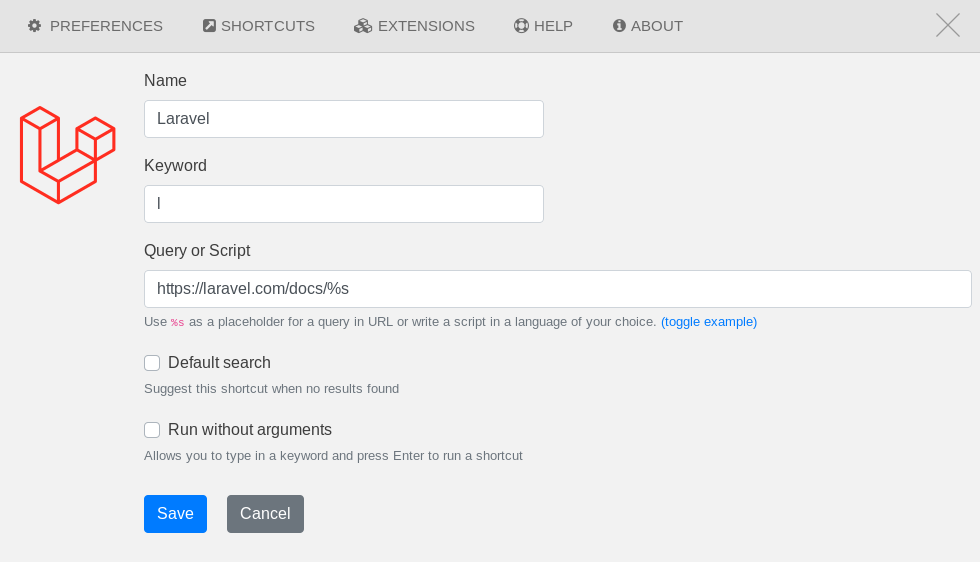 PREFERENCES SHORTCUTS EXTENSIONS HELP ABOUT
Name
Laravel
Keyword
l
Query or Script
https://laravel.com/docs/%s
Use %s as a placeholder for a query in URL or write a script in a language of your choice. (toggle example)
Default search
Suggest this shortcut when no results found
Run without arguments
Allows you to type in a keyword and press Enter to run a shortcut
Save Cancel